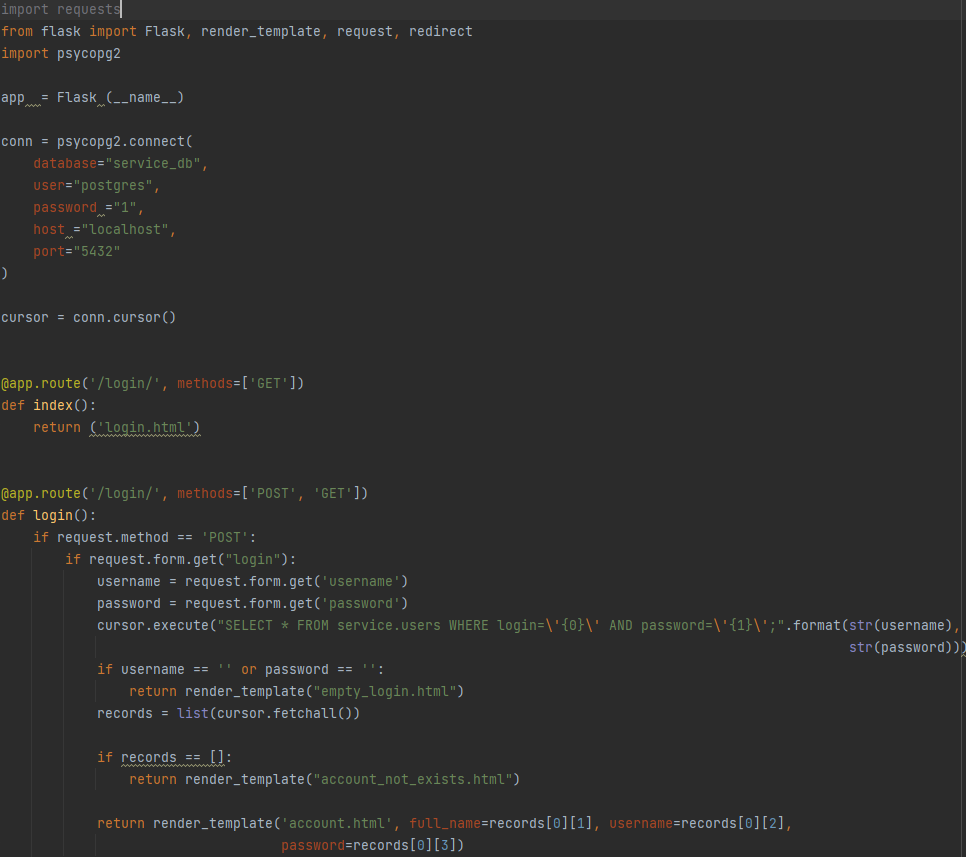 import requests
from flask import Flask, render_template, request, redirect
import psycopg2
app  = Flask (__name__)
conn = psycopg2.connect(
    database="service_db",
    user="postgres",
    password ="1",
    host ="localhost",
    port="5432"
)
cursor = conn.cursor()
@app.route('/login/', methods=['GET'])
def index():
    return ('login.html')
@app.route('/login/', methods=['POST', 'GET'])
def login():
    if request.method == 'POST':
        if request.form.get("login"):
            username = request.form.get('username')
            password = request.form.get('password')
            cursor.execute("SELECT * FROM service.users WHERE login=\'{0}\' AND password=\'{1}\';".format(str(username),
                                                                                                          str(password)))
            if username == '' or password == '':
                return render_template("empty_login.html")
            records = list(cursor.fetchall())
            if records == []:
                return render_template("account_not_exists.html")
            return render_template('account.html', full_name=records[0][1], username=records[0][2],
                                   password=records[0][3])